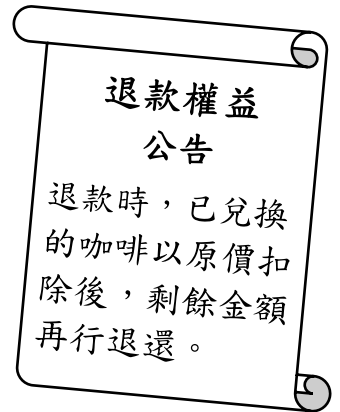 退款權益
公告
退款時，已兌換
的咖啡以原價扣
除後，剩餘金額
再行退還。